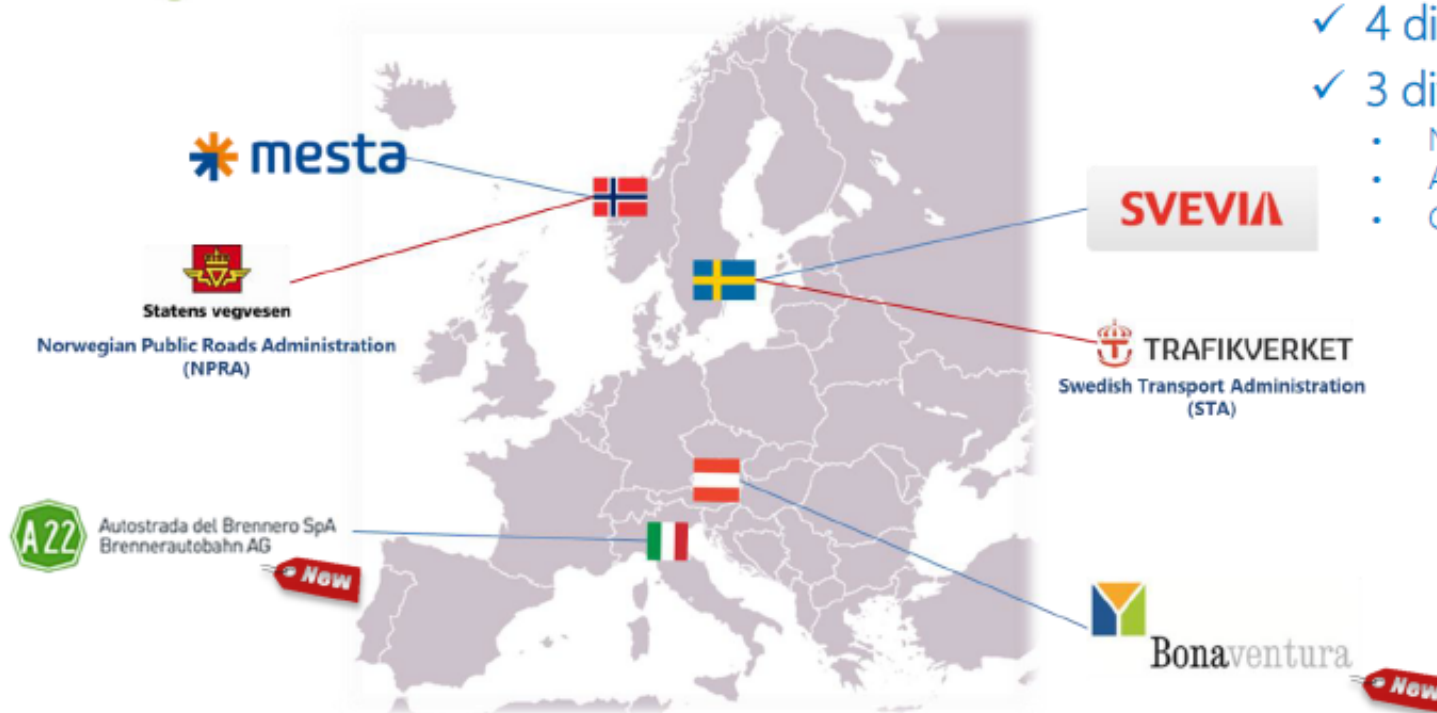 ✓ 4 di
✓ 3 di
• N
• A
mesta
SVEVIA
Statens vegvesen
Norwegian Public Roads Administration
(NPRA)
TRAFIKVERKET
Swedish Transport Administration
(STA)
A22
Autostrada del Brennero SpA
Brennerautobahn AG
New
Bonaventura
New